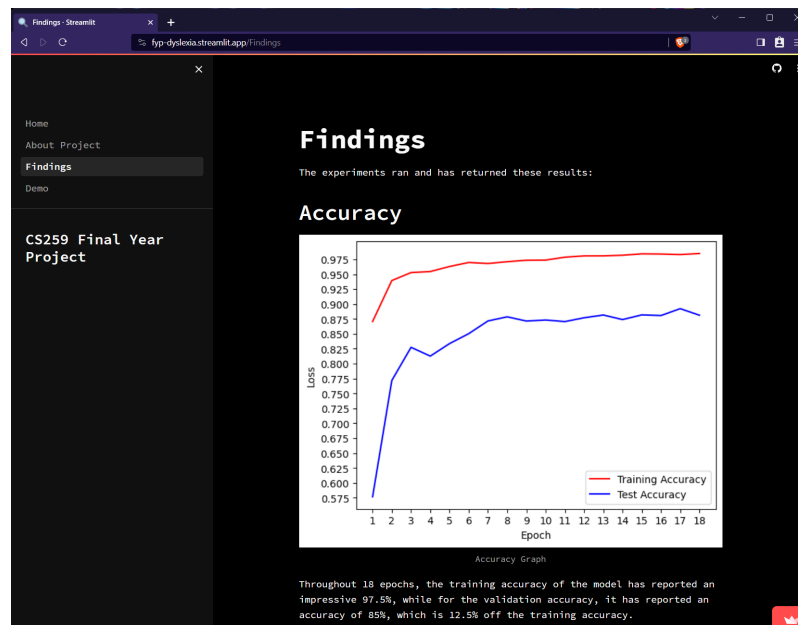 Findings · Streamlit
fyp-dyslexia.streamlit.app/Findings
Home
About Project
Findings
Demo
CS259 Final Year
Project
Findings
The experiments ran and has returned these results:
Accuracy
0.975
0.950
0.925
0.900
0.875
0.850
0.825
0.800
0.775
0.750
0.725
0.700
0.675
0.650
0.625
0.600
0.575
Loss
Training Accuracy
Test Accuracy
1 2 3 4 5 6 7 8 9 10 11 12 13 14 15 16 17 18
Epoch
Accuracy Graph
Throughout 18 epochs, the training accuracy of the model has reported an
impressive 97.5%, while for the validation accuracy, it has reported an
accuracy of 85%, which is 12.5% off the training accuracy.